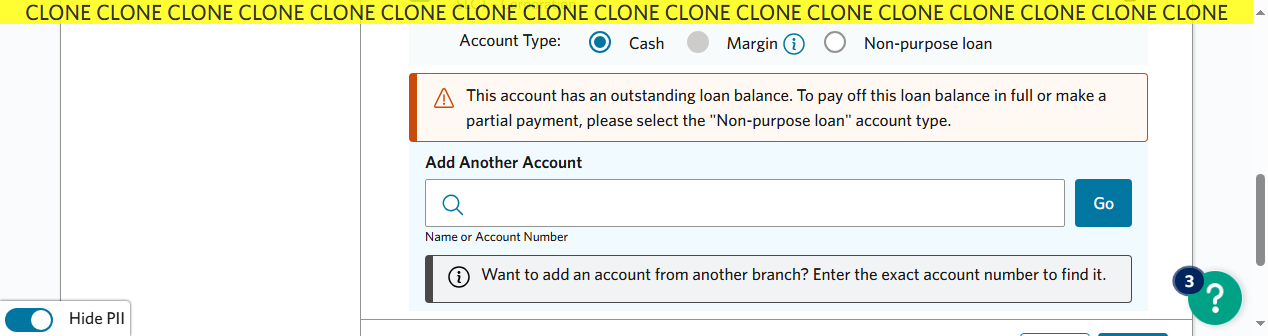 CLONE CLONE CLONE CLONE CLONE CLONE CLONE CLONE CLONE CLONE CLONE CLONE CLONE CLONE CLONE CLONE CLONE
Account Type: Cash Margin Non-purpose loan
This account has an outstanding loan balance. To pay off this loan balance in full or make a
partial payment, please select the "Non-purpose loan" account type.
Add Another Account
Go
Name or Account Number
Want to add an account from another branch? Enter the exact account number to find it.
3
?
Hide PII